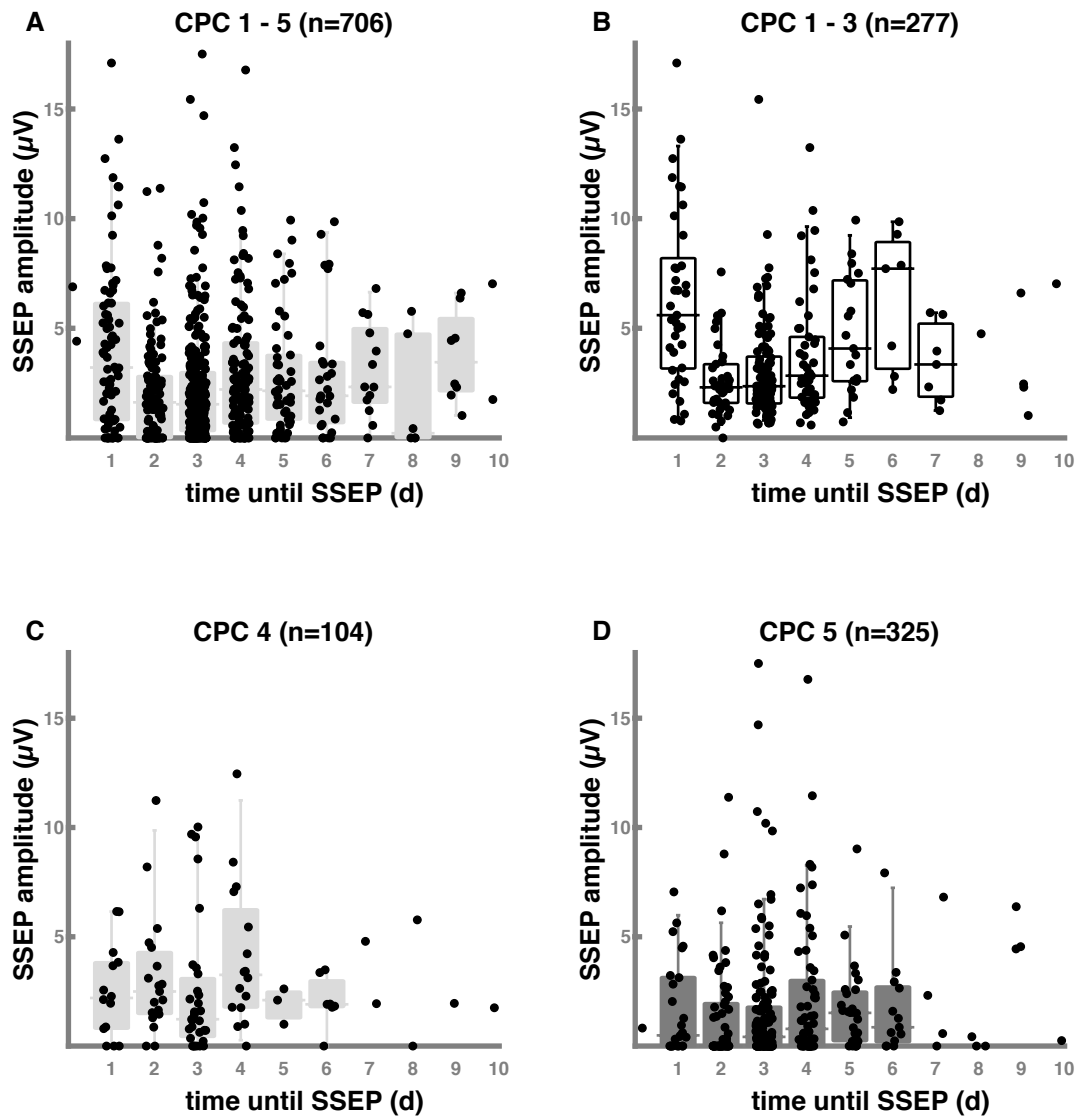 A
CPC 1 - 5 (n=706)
SSEP amplitude (µV)
15
10
5
1 2 3 4 5 6 7 8 9 10
time until SSEP (d)
B
CPC 1 - 3 (n=277)
SSEP amplitude (µV)
15
10
5
1 2 3 4 5 6 7 8 9 10
time until SSEP (d)
C
CPC 4 (n=104)
SSEP amplitude (µV)
15
10
5
1 2 3 4 5 6 7 8 9 10
time until SSEP (d)
D
CPC 5 (n=325)
SSEP amplitude (µV)
15
10
5
1 2 3 4 5 6 7 8 9 10
time until SSEP (d)